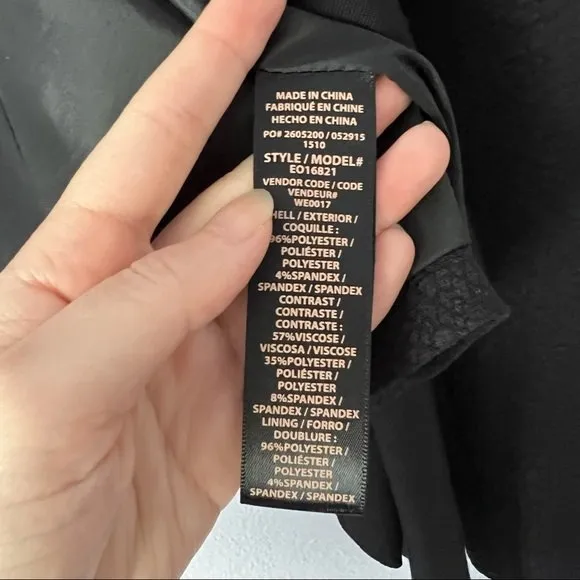 MADE IN CHINA
FABRIQUÉ EN CHINE
HECHO EN CHINA
PO# 2605200 / 052915
1510
STYLE / MODEL#
EO16821
VENDOR CODE / CODE
VENDEUR#
WE0017
HELL / EXTERIOR /
COQUILLE :
96%POLYESTER /
POLIÉSTER /
POLYESTER
4%SPANDEX /
SPANDEX / SPANDEX
CONTRAST /
CONTRASTE /
CONTRASTE :
57%VISCOSE /
VISCOSA / VISCOSE
35%POLYESTER /
POLIÉSTER /
POLYESTER
8%SPANDEX /
SPANDEX / SPANDEX
LINING / FORRO /
DOUBLURE :
96%POLYESTER /
POLIÉSTER /
POLYESTER
4%SPANDEX /
SPANDEX / SPANDEX